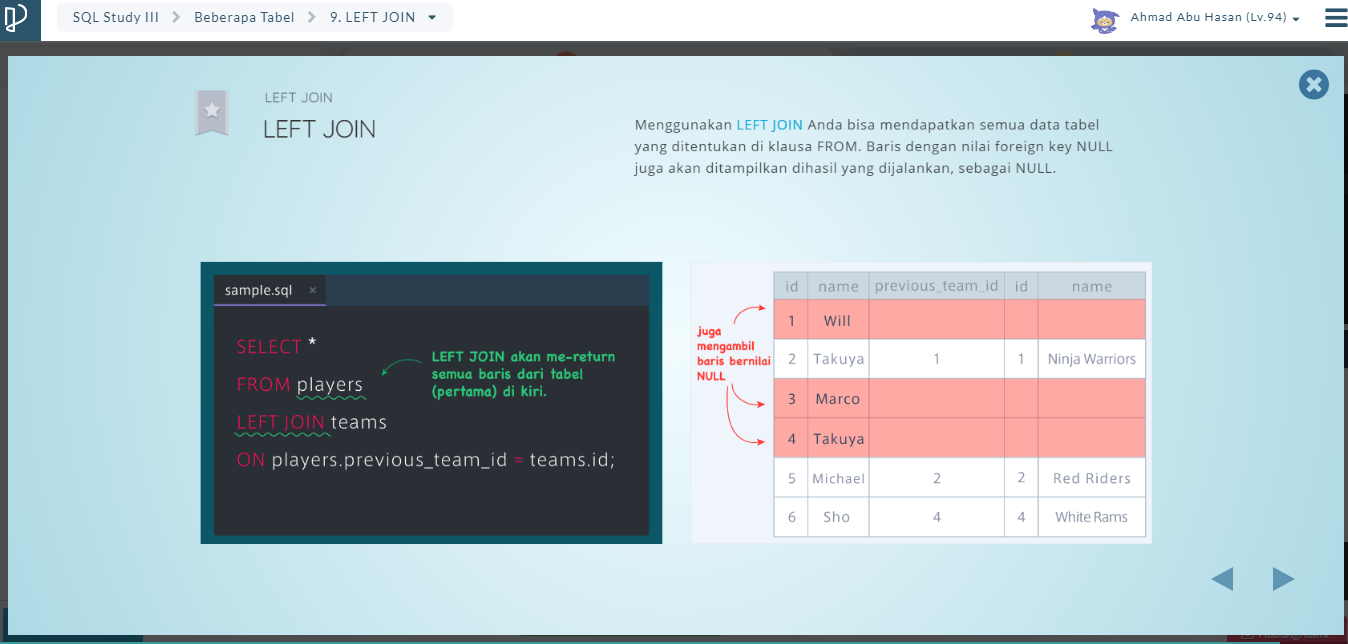 SQL Study III > Beberapa Tabel > 9. LEFT JOIN
Ahmad Abu Hasan (Lv.94)
LEFT JOIN
LEFT JOIN
Menggunakan LEFT JOIN Anda bisa mendapatkan semua data tabel
yang ditentukan di klausa FROM. Baris dengan nilai foreign key NULL
juga akan ditampilkan dihasil yang dijalankan, sebagai NULL.
sample.sql ×
SELECT *
FROM players
LEFT JOIN teams
ON players.previous_team_id = teams.id;
LEFT JOIN akan me-return
semua baris dari tabel
(pertama) di kiri.
juga
mengambil
baris bernilai
NULL
id name previous_team_id id name
1 Will
2 Takuya 1 1 Ninja Warriors
3 Marco
4 Takuya
5 Michael 2 2 Red Riders
6 Sho 4 4 White Rams